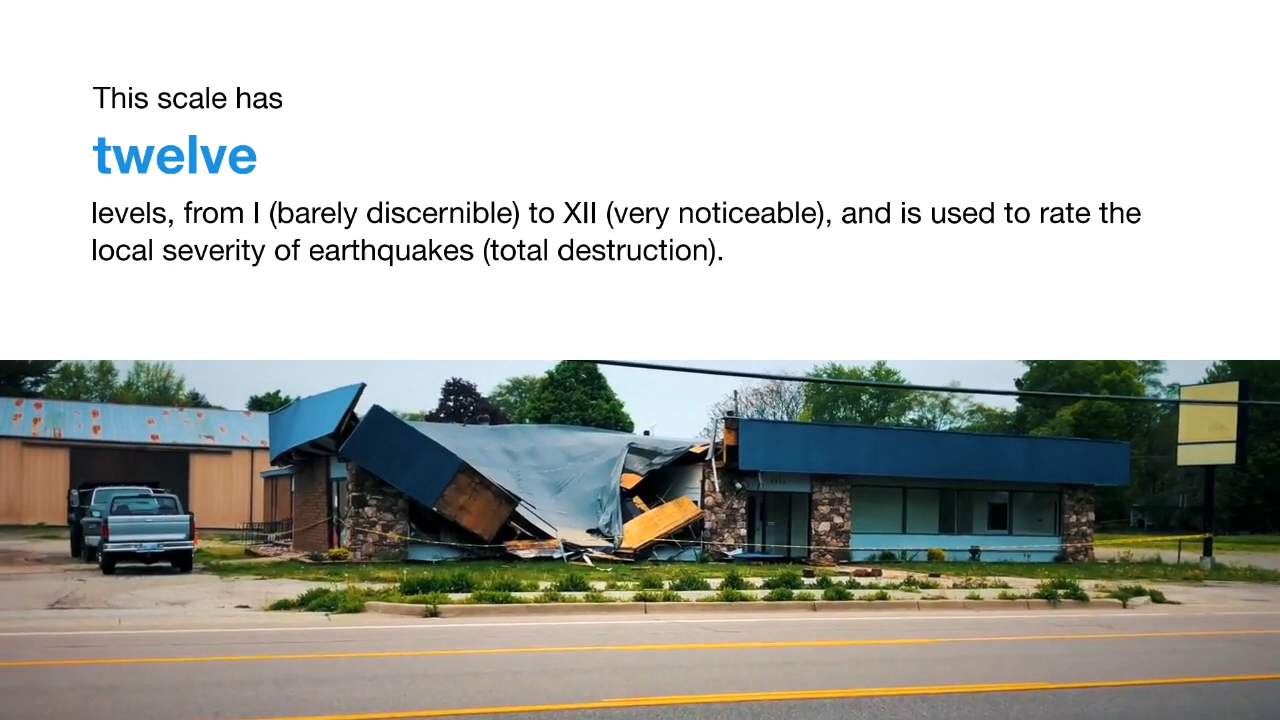 This scale has
twelve
levels, from I (barely discernible) to XII (very noticeable), and is used to rate the
local severity of earthquakes (total destruction).